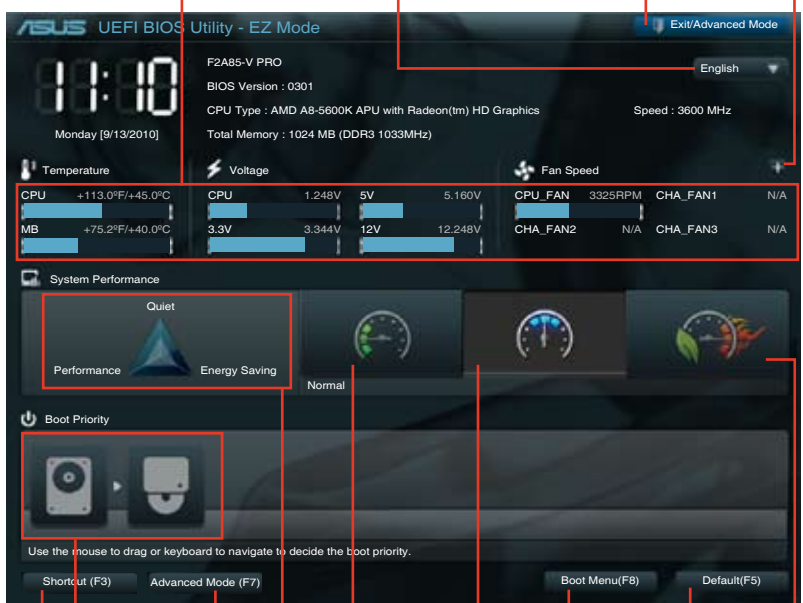 ASUS UEFI BIOS Utility - EZ Mode
Exit/Advanced Mode
11:10
Monday [9/13/2010]
F2A85-V PRO
English
BIOS Version : 0301
CPU Type : AMD A8-5600K APU with Radeon(tm) HD Graphics Speed : 3600 MHz
Total Memory : 1024 MB (DDR3 1033MHz)
Temperature
Voltage
Fan Speed
CPU +113.0ºF/+45.0ºC
CPU 1.248V
5V 5.160V
CPU_FAN 3325RPM
CHA_FAN1 N/A
MB +75.2ºF/+40.0ºC
3.3V 3.344V
12V 12.248V
CHA_FAN2 N/A
CHA_FAN3 N/A
System Performance
Quiet
Performance
Energy Saving
Normal
Boot Priority
Use the mouse to drag or keyboard to navigate to decide the boot priority.
Shortcut (F3)
Advanced Mode (F7)
Boot Menu(F8)
Default(F5)